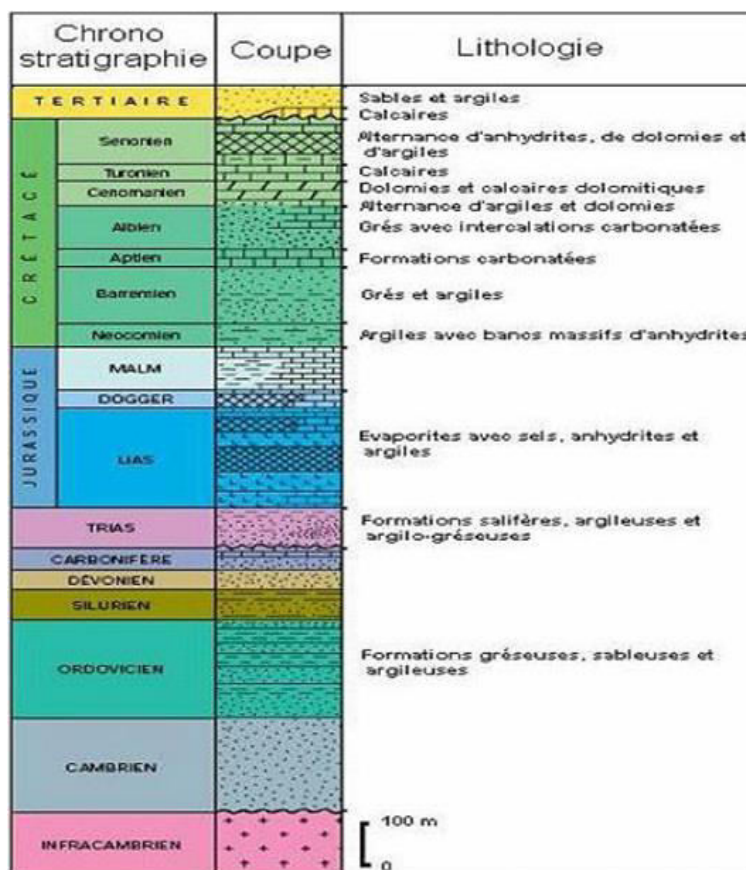 Chrono
stratigraphie
Coupe
Lithologie
TERTIAIRE
Sables et argiles
Calcaires
CRÉTACÉ
Senonien
Alternance d'anhydrites, de dolomies et
d'argiles
Turonien
Calcaires
Cenomanien
Dolomies et calcaires dolomitiques
Alternance d'argiles et dolomies
Albien
Grés avec intercalations carbonatées
Aptien
Formations carbonatées
Barremien
Grés et argiles
Neocomien
Argiles avec bancs massifs d'anhydrites
JURASSIQUE
MALM
DOGGER
LIAS
Evaporites avec sels, anhydrites et
argiles
TRIAS
Formations salifères, argileuses et
argilo-gréseuses
CARBONIFÈRE
DÉVONIEN
SILURIEN
ORDOVICIEN
Formations gréseuses, sableuses et
argileuses
CAMBRIEN
INFRACAMBRIEN
100 m
0